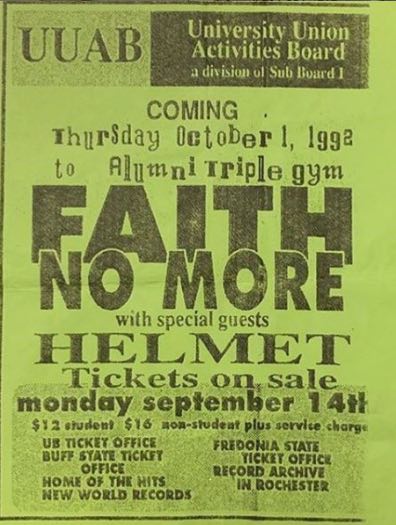 UUAB
University Union
Activities Board
a division of Sub Board I
COMING
Thursday October 1, 1992
to Alumni Triple gym
FAITH
NO MORE
with special guests
HELMET
Tickets on sale
monday september 14th
$12 student $16 non-student plus service charge
UB TICKET OFFICE
BUFF STATE TICKET
OFFICE
HOME OF THE HITS
NEW WORLD RECORDS
FREDONIA STATE
TICKET OFFICE
RECORD ARCHIVE
IN ROCHESTER